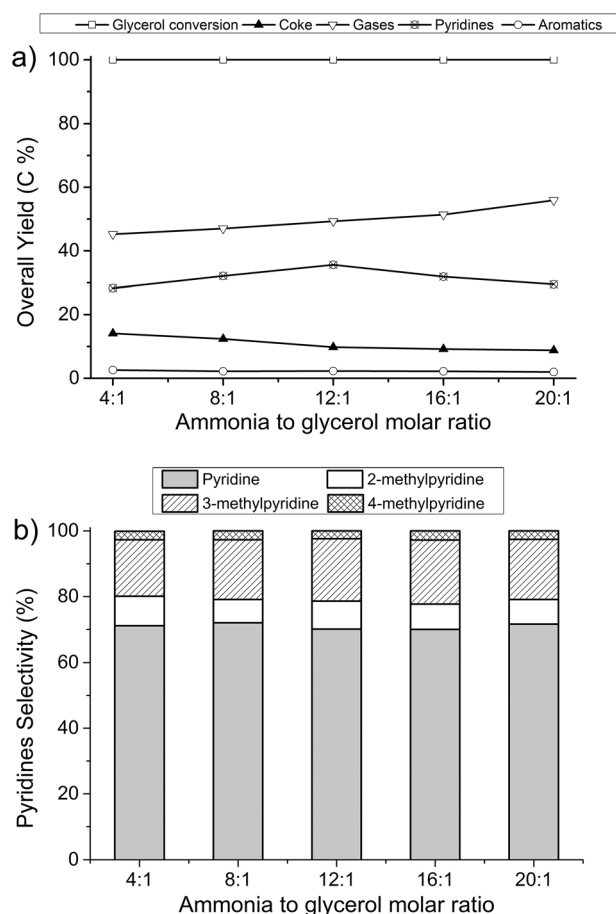 Glycerol conversion Coke Gases Pyridines Aromatics
a)
100
80
60
40
20
0
Overall Yield (C %)
4:1 8:1 12:1 16:1 20:1
Ammonia to glycerol molar ratio
Pyridine 2-methylpyridine
3-methylpyridine 4-methylpyridine
b)
100
80
60
40
20
0
Pyridines Selectivity (%)
4:1 8:1 12:1 16:1 20:1
Ammonia to glycerol molar ratio